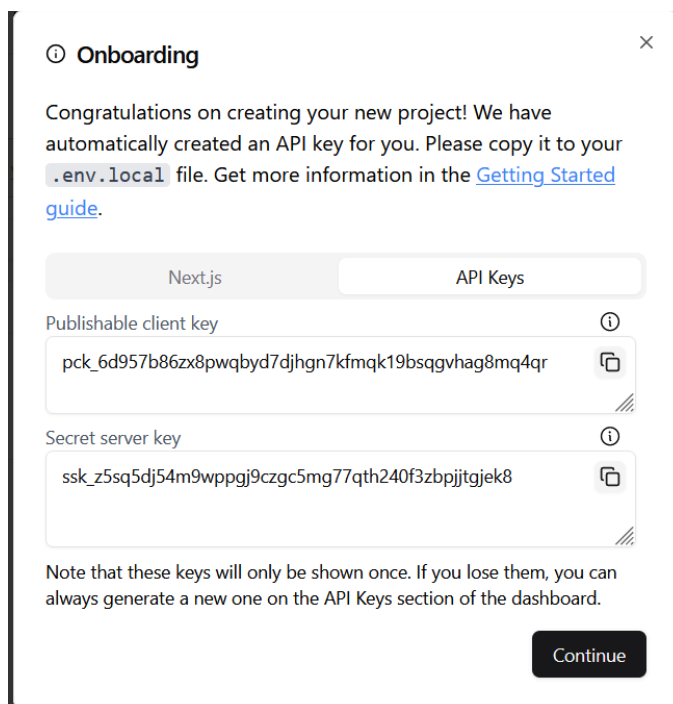 Onboarding
Congratulations on creating your new project! We have
automatically created an API key for you. Please copy it to your
.env.local file. Get more information in the Getting Started
guide.
Next.js API Keys
Publishable client key
pck_6d957b86zx8pwqbyd7djhgn7kfmqk19bsqgvhag8mq4qr
Secret server key
ssk_z5sq5dj54m9wppgj9czgc5mg77qth240f3zbpjjtgjek8
Note that these keys will only be shown once. If you lose them, you can
always generate a new one on the API Keys section of the dashboard.
Continue